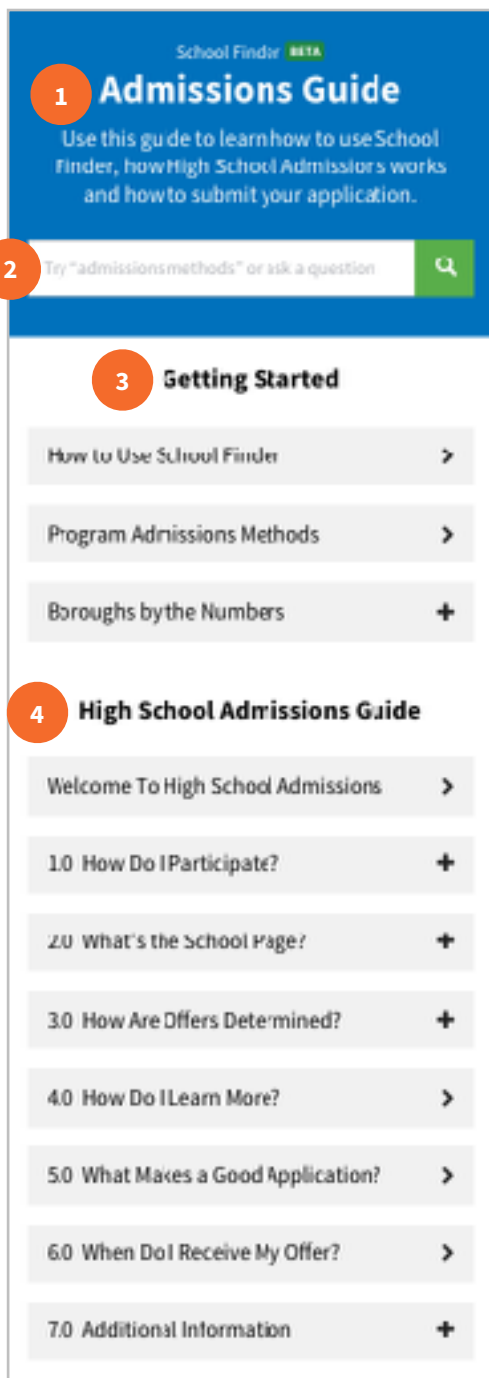 School Finder BETA
1 Admissions Guide
Use this guide to learn how to use School
Finder, how High School Admissions works
and how to submit your application.
2 Try "admissions methods" or ask a question
3 Getting Started
How to Use School Finder
Program Admissions Methods
Boroughs by the Numbers
4 High School Admissions Guide
Welcome To High School Admissions
1.0 How Do I Participate?
2.0 What's the School Page?
3.0 How Are Offers Determined?
4.0 How Do I Learn More?
5.0 What Makes a Good Application?
6.0 When Do I Receive My Offer?
7.0 Additional Information